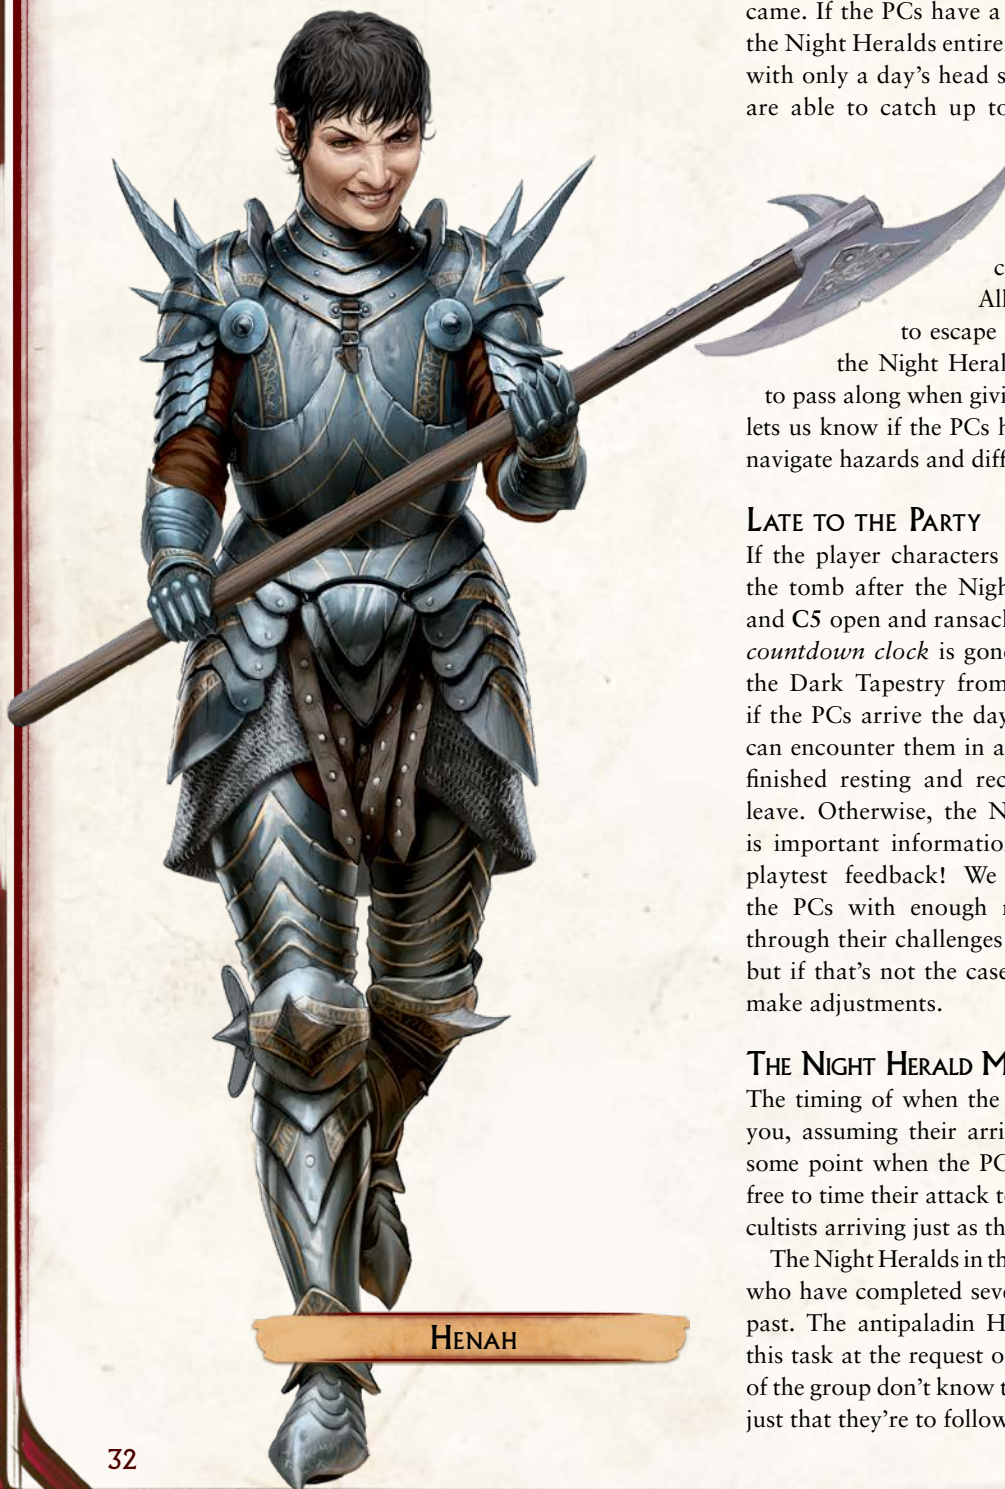 came. If the PCs have a
the Night Heralds entire
with only a day's head s
are able to catch up to
c
All
to escape
the Night Heral
to pass along when givi
lets us know if the PCs h
navigate hazards and diff
LATE TO THE PARTY
If the player characters
the tomb after the Nigh
and C5 open and ransack
countdown clock is gone
the Dark Tapestry from
if the PCs arrive the day
can encounter them in a
finished resting and rec
leave. Otherwise, the N
is important information
playtest feedback! We
the PCs with enough r
through their challenges
but if that's not the case
make adjustments.
THE NIGHT HERALD M
The timing of when the
you, assuming their arri
some point when the PC
free to time their attack t
cultists arriving just as th
The Night Heralds in th
who have completed seve
past. The antipaladin H
this task at the request o
of the group don't know t
just that they're to follow
HENAH
32